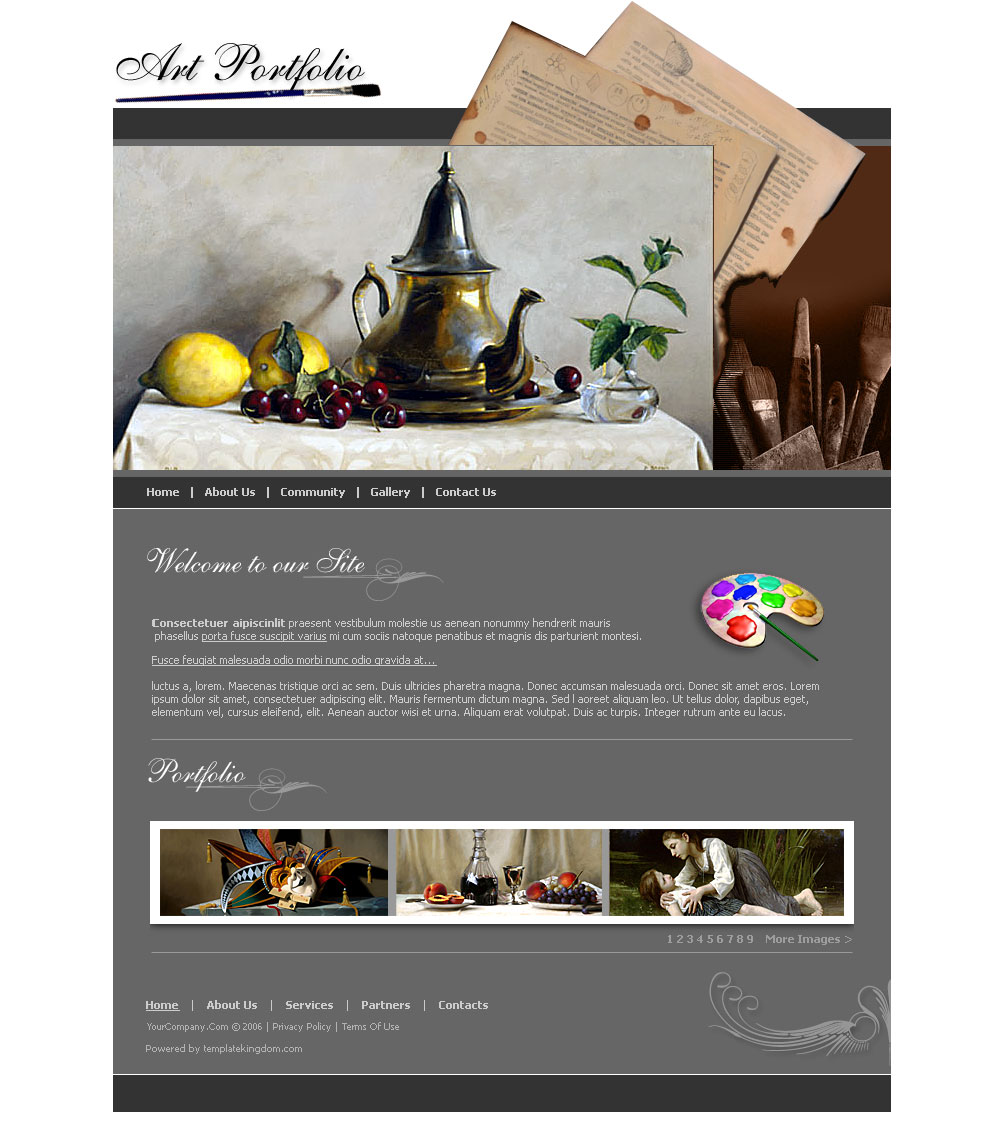 Art Portfolio
Home | About Us | Community | Gallery | Contact Us
Welcome to our Site
Consectetuer aipiscinlit praesent vestibulum molestie us aenean nonummy hendrerit mauris
phasellus porta fusce suscipit varius mi cum sociis natoque penatibus et magnis dis parturient montesi.
Fusce feugiat malesuada odio morbi nunc odio gravida at...
luctus a, lorem. Maecenas tristique orci ac sem. Duis ultricies pharetra magna. Donec accumsan malesuada orci. Donec sit amet eros. Lorem
ipsum dolor sit amet, consectetuer adipiscing elit. Mauris fermentum dictum magna. Sed l aoreet aliquam leo. Ut tellus dolor, dapibus eget,
elementum vel, cursus eleifend, elit. Aenean auctor wisi et urna. Aliquam erat volutpat. Duis ac turpis. Integer rutrum ante eu lacus.
Portfolio
1 2 3 4 5 6 7 8 9 More Images >
Home | About Us | Services | Partners | Contacts
YourCompany.Com © 2006 | Privacy Policy | Terms Of Use
Powered by templatekingdom.com